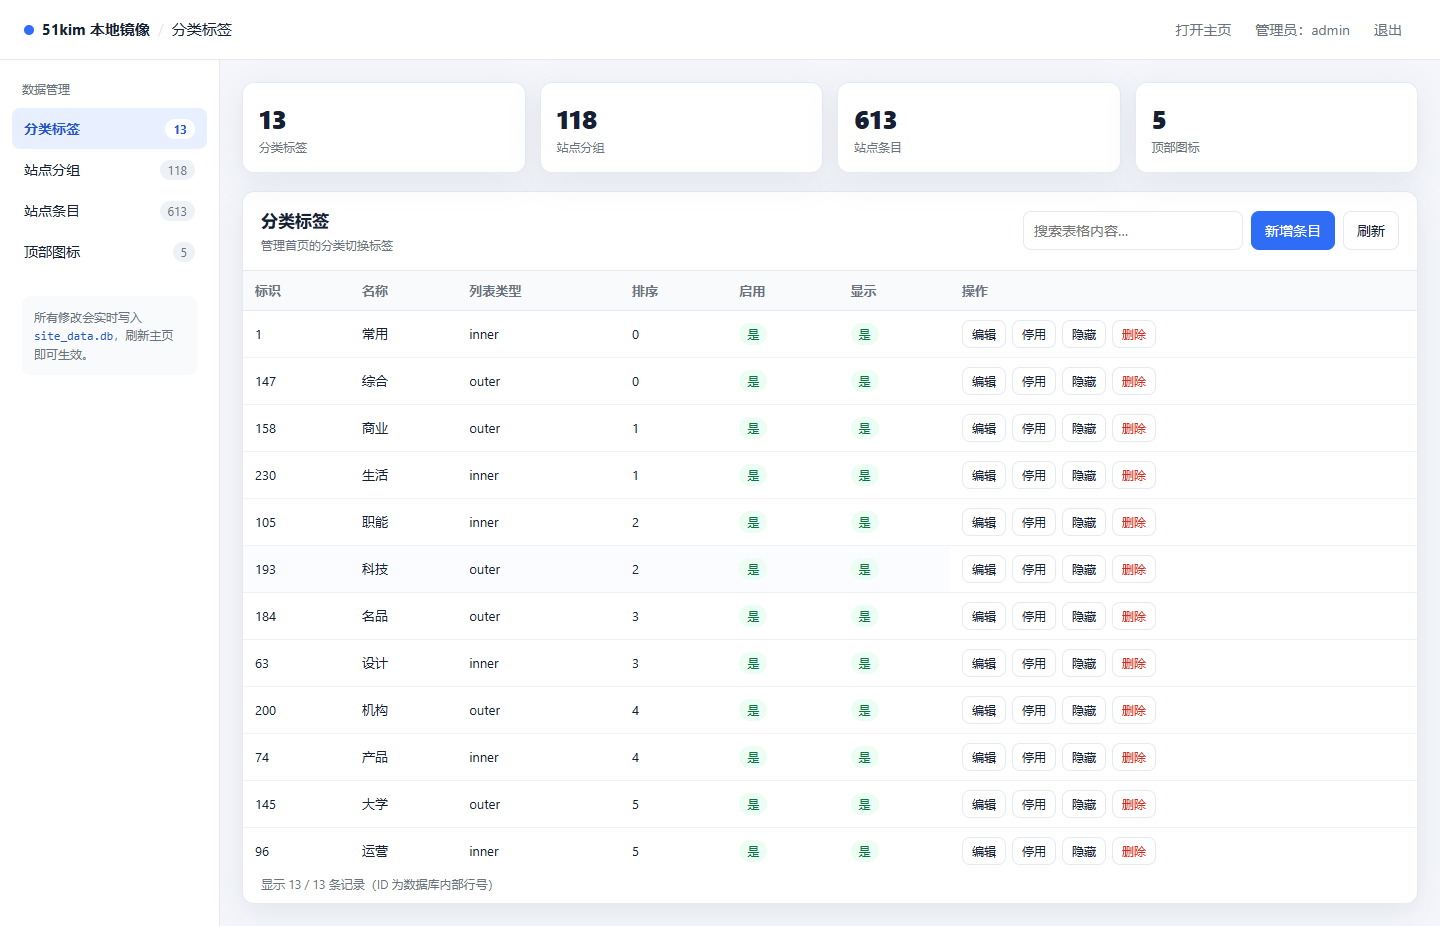 51kim 本地镜像 / 分类标签
打开主页 管理员：admin 退出
数据管理
分类标签 13
站点分组 118
站点条目 613
顶部图标 5
所有修改会实时写入
site_data.db，刷新主页
即可生效。
13
分类标签
118
站点分组
613
站点条目
5
顶部图标
分类标签
管理首页的分类切换标签
搜索表格内容...
新增条目
刷新
标识 名称 列表类型 排序 启用 显示 操作
1 常用 inner 0 是 是 编辑 停用 隐藏 删除
147 综合 outer 0 是 是 编辑 停用 隐藏 删除
158 商业 outer 1 是 是 编辑 停用 隐藏 删除
230 生活 inner 1 是 是 编辑 停用 隐藏 删除
105 职能 inner 2 是 是 编辑 停用 隐藏 删除
193 科技 outer 2 是 是 编辑 停用 隐藏 删除
184 名品 outer 3 是 是 编辑 停用 隐藏 删除
63 设计 inner 3 是 是 编辑 停用 隐藏 删除
200 机构 outer 4 是 是 编辑 停用 隐藏 删除
74 产品 inner 4 是 是 编辑 停用 隐藏 删除
145 大学 outer 5 是 是 编辑 停用 隐藏 删除
96 运营 inner 5 是 是 编辑 停用 隐藏 删除
显示 13 / 13 条记录（ID 为数据库内部行号）